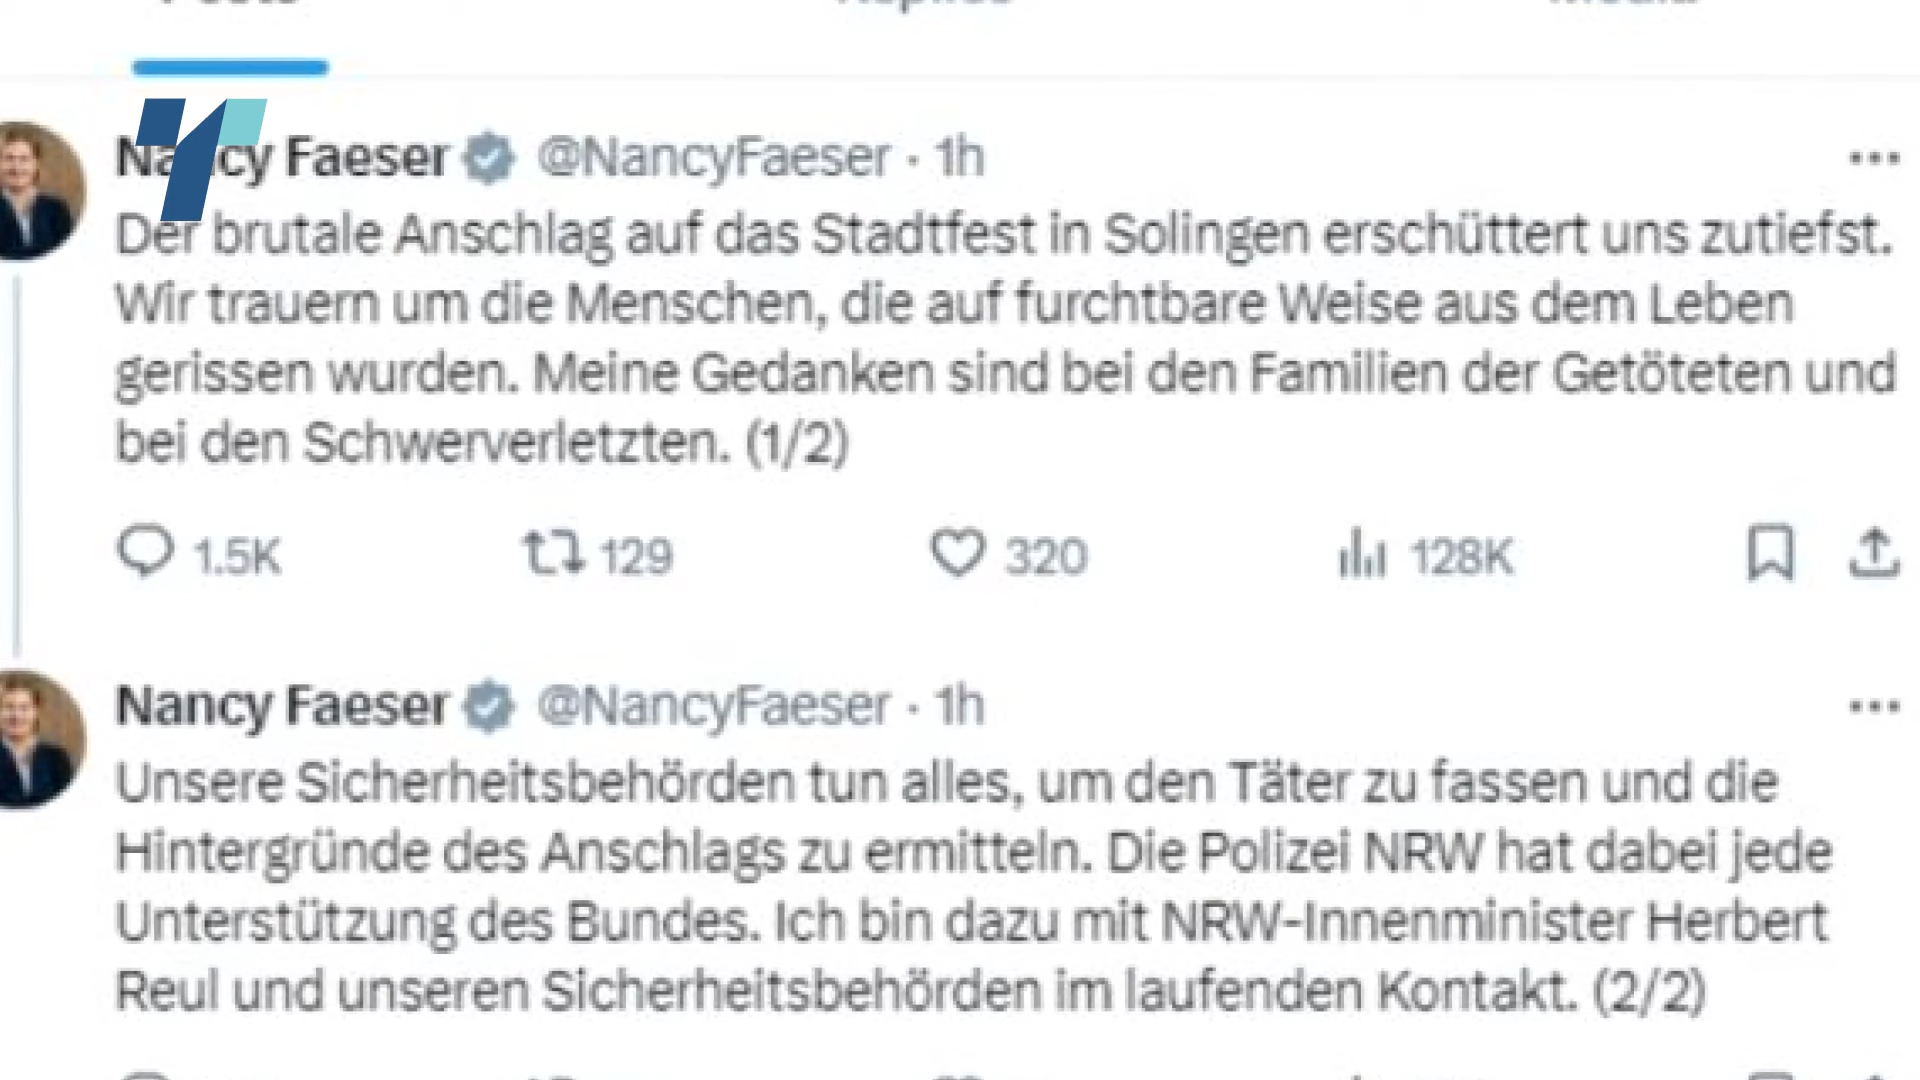 Nancy Faeser @NancyFaeser · 1h
Der brutale Anschlag auf das Stadtfest in Solingen erschüttert uns zutiefst.
Wir trauern um die Menschen, die auf furchtbare Weise aus dem Leben
gerissen wurden. Meine Gedanken sind bei den Familien der Getöteten und
bei den Schwerverletzten. (1/2)
1.5K 129 320 128K
Nancy Faeser @NancyFaeser · 1h
Unsere Sicherheitsbehörden tun alles, um den Täter zu fassen und die
Hintergründe des Anschlags zu ermitteln. Die Polizei NRW hat dabei jede
Unterstützung des Bundes. Ich bin dazu mit NRW-Innenminister Herbert
Reul und unseren Sicherheitsbehörden im laufenden Kontakt. (2/2)